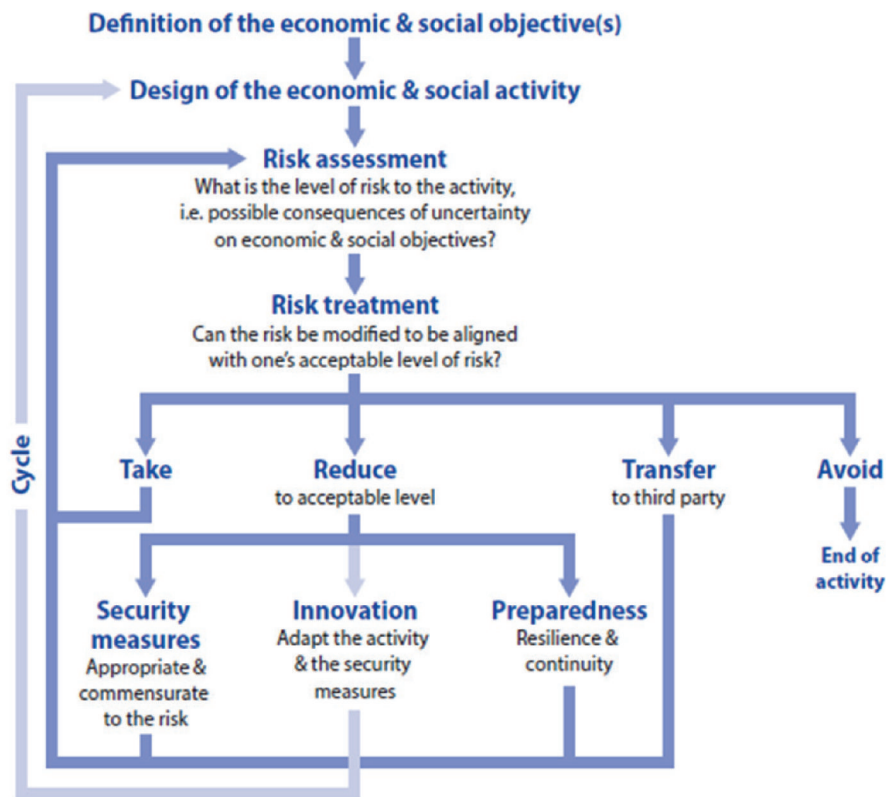 Definition of the economic & social objective(s)
Design of the economic & social activity
Risk assessment
What is the level of risk to the activity,
i.e. possible consequences of uncertainty
on economic & social objectives?
Risk treatment
Can the risk be modified to be aligned
with one's acceptable level of risk?
Cycle
Take
Reduce
to acceptable level
Transfer
to third party
Avoid
End of
activity
Security
measures
Appropriate &
commensurate
to the risk
Innovation
Adapt the activity
& the security
measures
Preparedness
Resilience &
continuity